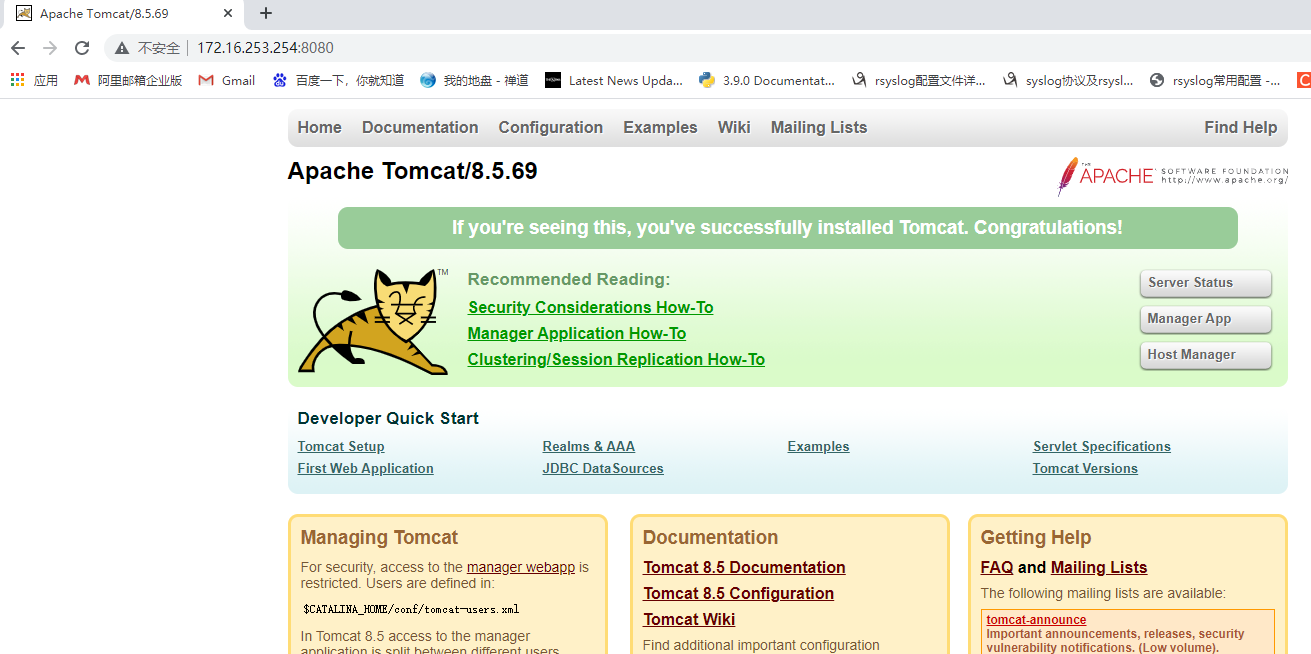 Apache Tomcat/8.5.69
不安全 172.16.253.254:8080
应用 阿里邮箱企业版 Gmail 百度一下，你就知道 我的地盘 - 禅道 Latest News Upda... 3.9.0 Documentat... rsyslog配置文件详... syslog协议及rsysl... rsyslog常用配置 -... C
Home Documentation Configuration Examples Wiki Mailing Lists Find Help
Apache Tomcat/8.5.69
THE APACHE SOFTWARE FOUNDATION
http://www.apache.org/
If you're seeing this, you've successfully installed Tomcat. Congratulations!
TM
Recommended Reading:
Security Considerations How-To
Manager Application How-To
Clustering/Session Replication How-To
Server Status
Manager App
Host Manager
Developer Quick Start
Tomcat Setup
First Web Application
Realms & AAA
JDBC DataSources
Examples
Servlet Specifications
Tomcat Versions
Managing Tomcat
For security, access to the manager webapp is
restricted. Users are defined in:
$CATALINA_HOME/conf/tomcat-users.xml
In Tomcat 8.5 access to the manager
application is split between different users.
Documentation
Tomcat 8.5 Documentation
Tomcat 8.5 Configuration
Tomcat Wiki
Find additional important configuration
Getting Help
FAQ and Mailing Lists
The following mailing lists are available:
tomcat-announce
Important announcements, releases, security
vulnerability notifications. (Low volume).